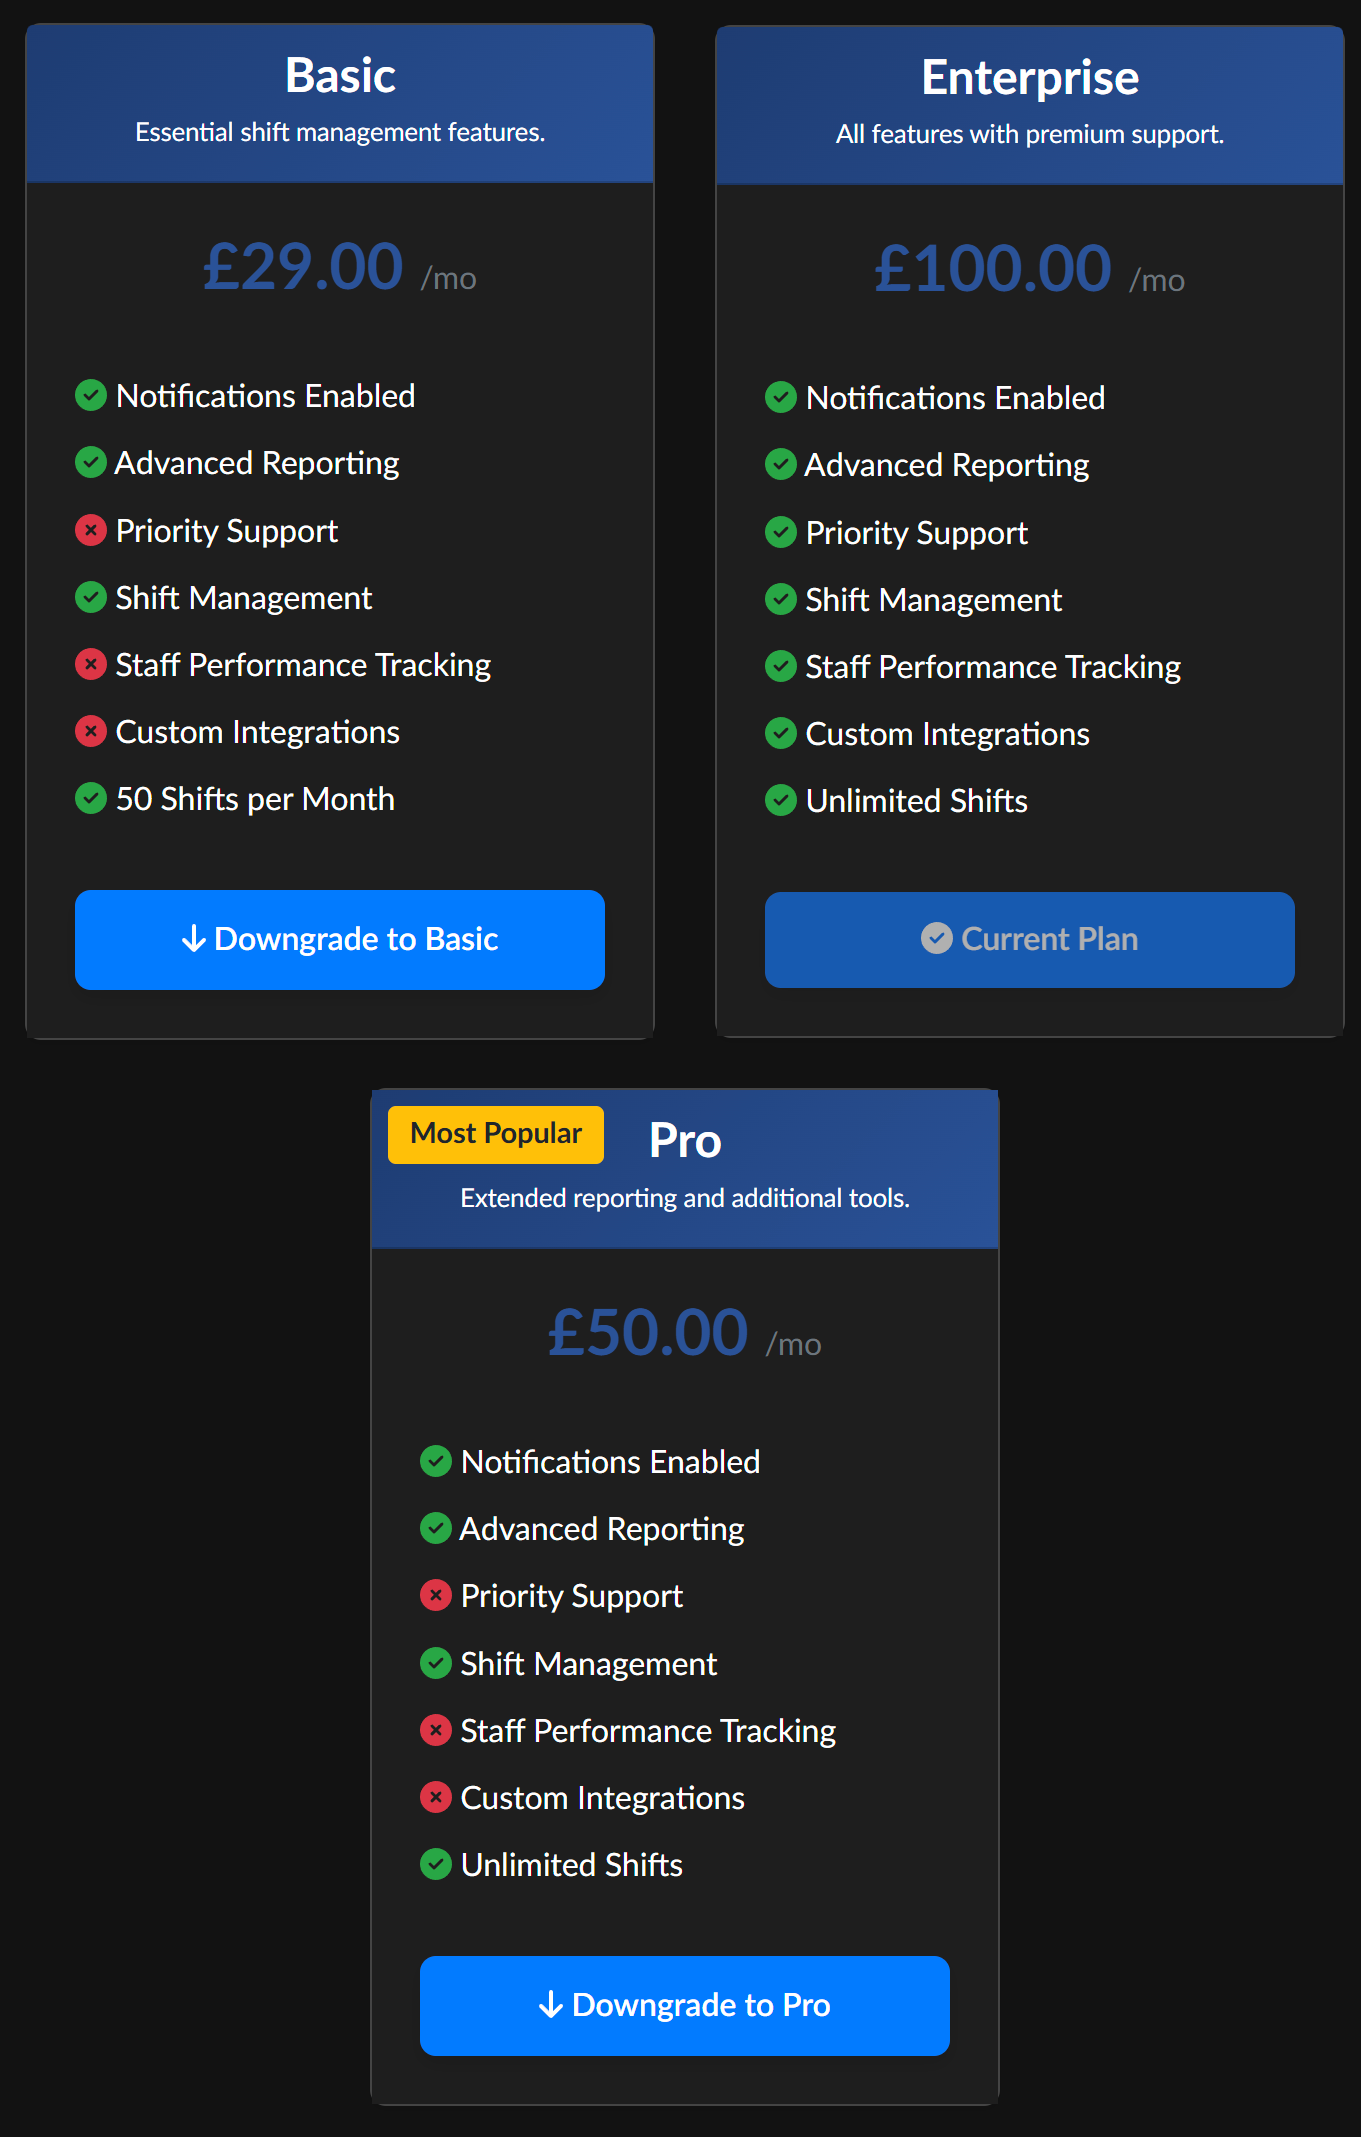 Basic
Essential shift management features.
£29.00 /mo
Notifications Enabled
Advanced Reporting
Priority Support
Shift Management
Staff Performance Tracking
Custom Integrations
50 Shifts per Month
Downgrade to Basic
Enterprise
All features with premium support.
£100.00 /mo
Notifications Enabled
Advanced Reporting
Priority Support
Shift Management
Staff Performance Tracking
Custom Integrations
Unlimited Shifts
Current Plan
Most Popular
Pro
Extended reporting and additional tools.
£50.00 /mo
Notifications Enabled
Advanced Reporting
Priority Support
Shift Management
Staff Performance Tracking
Custom Integrations
Unlimited Shifts
Downgrade to Pro